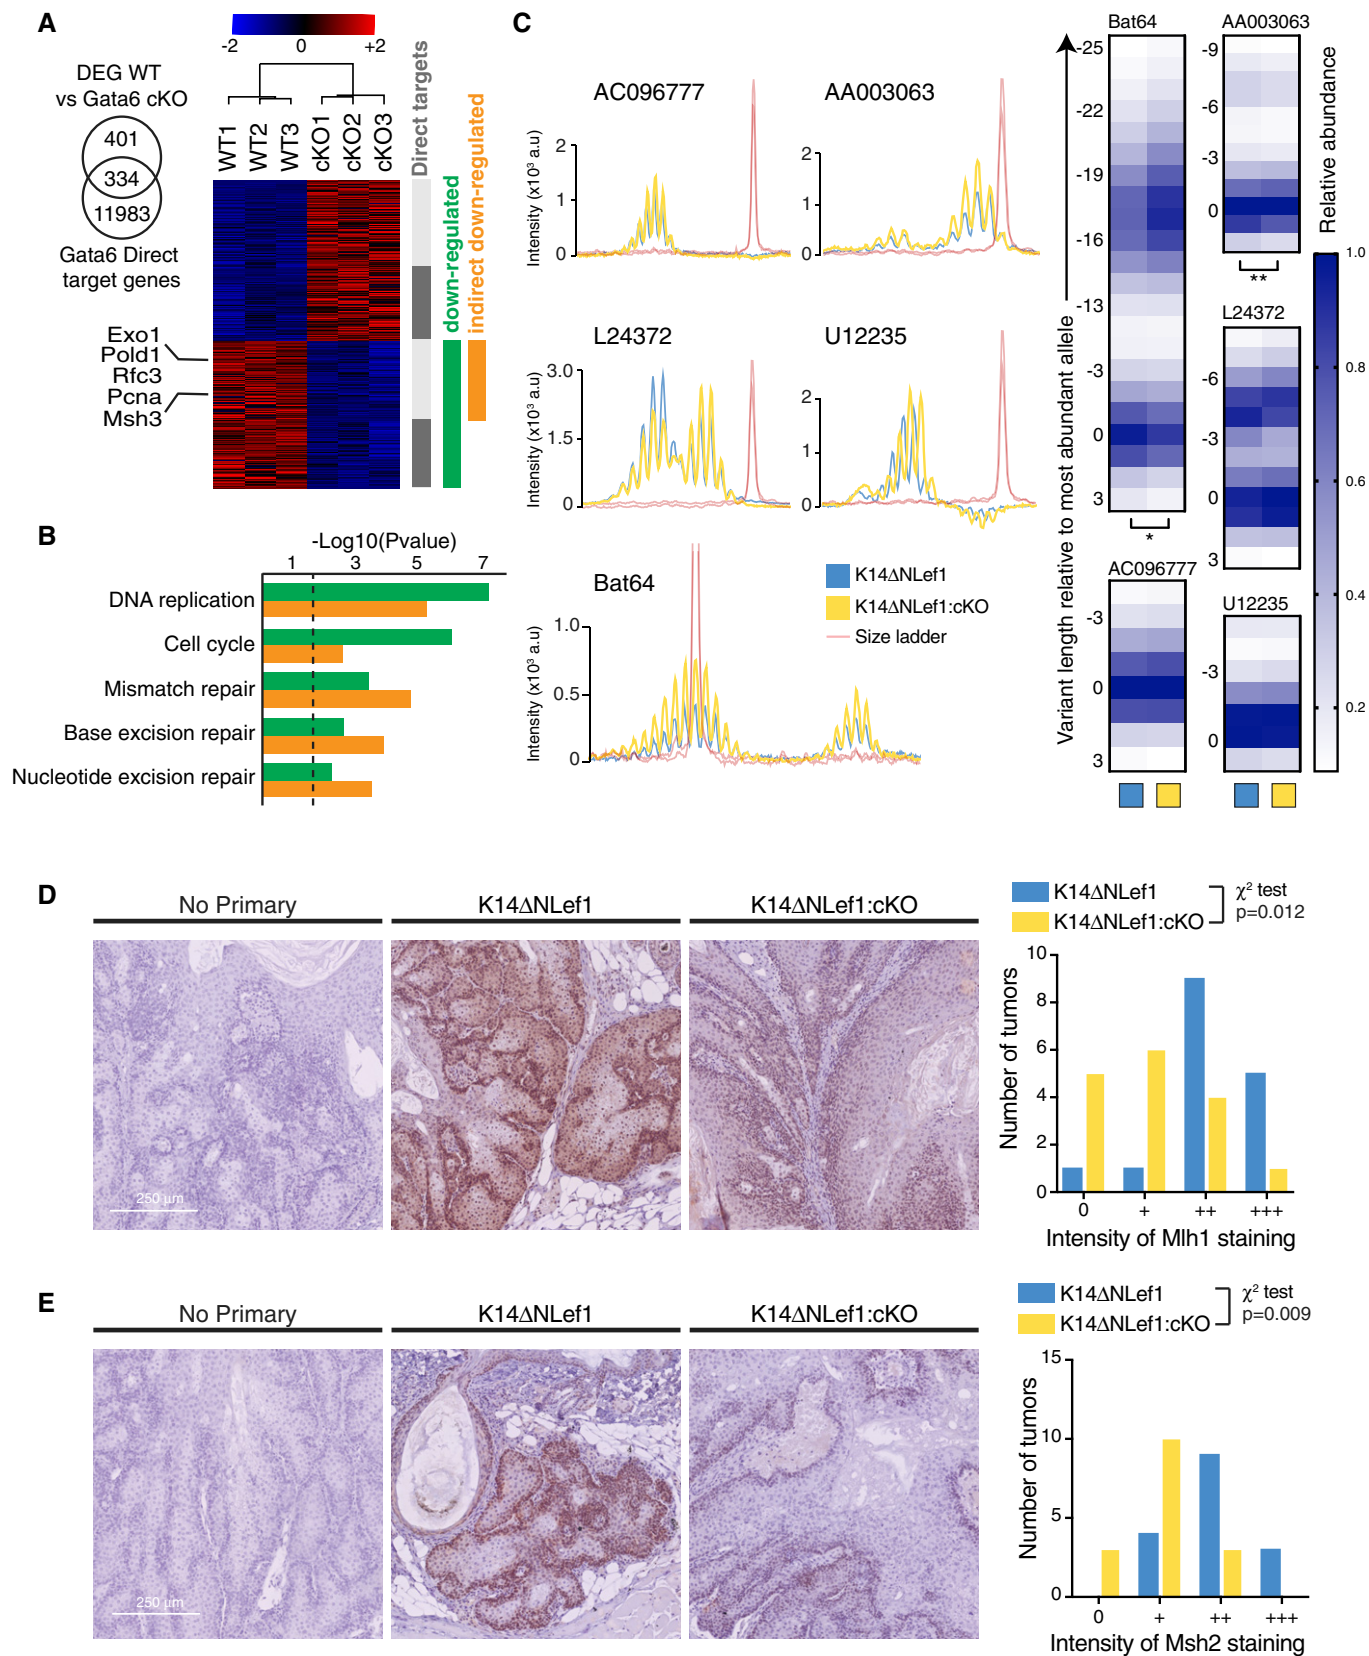 A
-2 0 +2
DEG WT
vs Gata6 cKO
401
334
11983
Gata6 Direct
target genes
WT1
WT2
WT3
cKO1
cKO2
cKO3
Direct targets
down-regulated
indirect down-regulated
Exo1
Pold1
Rfc3
Pcna
Msh3
B
-Log10(Pvalue)
1 3 5 7
DNA replication
Cell cycle
Mismatch repair
Base excision repair
Nucleotide excision repair
C
AC096777
Intensity (x10³ a.u)
2
1
0
AA003063
2
1
0
L24372
Intensity (x10³ a.u)
3.0
1.5
0
U12235
2
1
0
Bat64
Intensity (x10³ a.u)
1.0
0.5
0
K14ΔNLef1
K14ΔNLef1:cKO
Size ladder
Variant length relative to most abundant allele
Bat64
-25
-22
-19
-16
-13
-3
0
3
*
AA003063
-9
-6
-3
0
**
L24372
-6
-3
0
3
AC096777
-3
0
3
U12235
-3
0
Relative abundance
1.0
0.8
0.6
0.4
0.2
D
No Primary
K14ΔNLef1
K14ΔNLef1:cKO
250 µm
K14ΔNLef1
K14ΔNLef1:cKO
χ² test
p=0.012
Number of tumors
10
8
6
4
2
0
0 + ++ +++
Intensity of Mlh1 staining
E
No Primary
K14ΔNLef1
K14ΔNLef1:cKO
250 µm
K14ΔNLef1
K14ΔNLef1:cKO
χ² test
p=0.009
Number of tumors
15
10
5
0
0 + ++ +++
Intensity of Msh2 staining